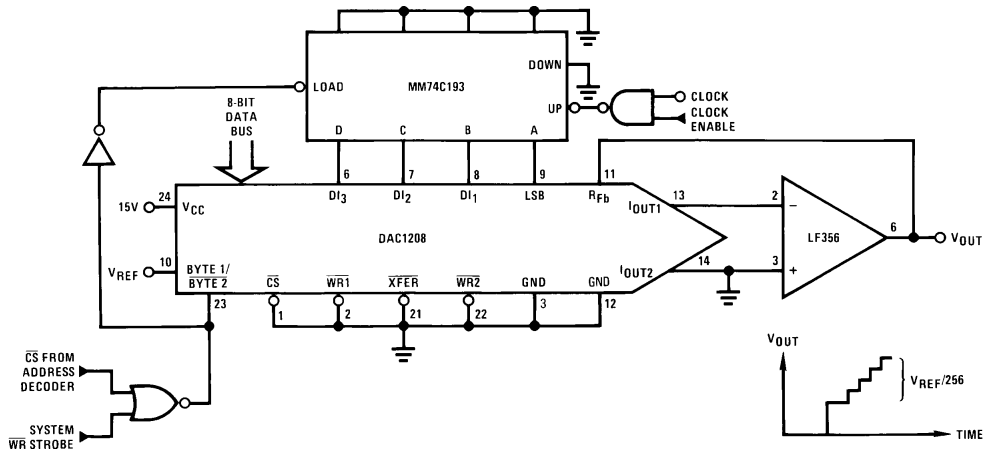 LOAD
MM74C193
DOWN
UP
CLOCK
CLOCK
ENABLE
8-BIT
DATA
BUS
D C B A
6 7 8 9 11
DI3 DI2 DI1 LSB RFb
IOUT1
13
2
−
24
15V
VCC
DAC1208
LF356
6
VOUT
VREF
10
BYTE 1/
BYTE 2
IOUT2
14
3
+
23
CS WR1 XFER WR2 GND GND
1 2 21 22 3 12
CS FROM
ADDRESS
DECODER
SYSTEM
WR STROBE
VOUT
VREF/256
TIME